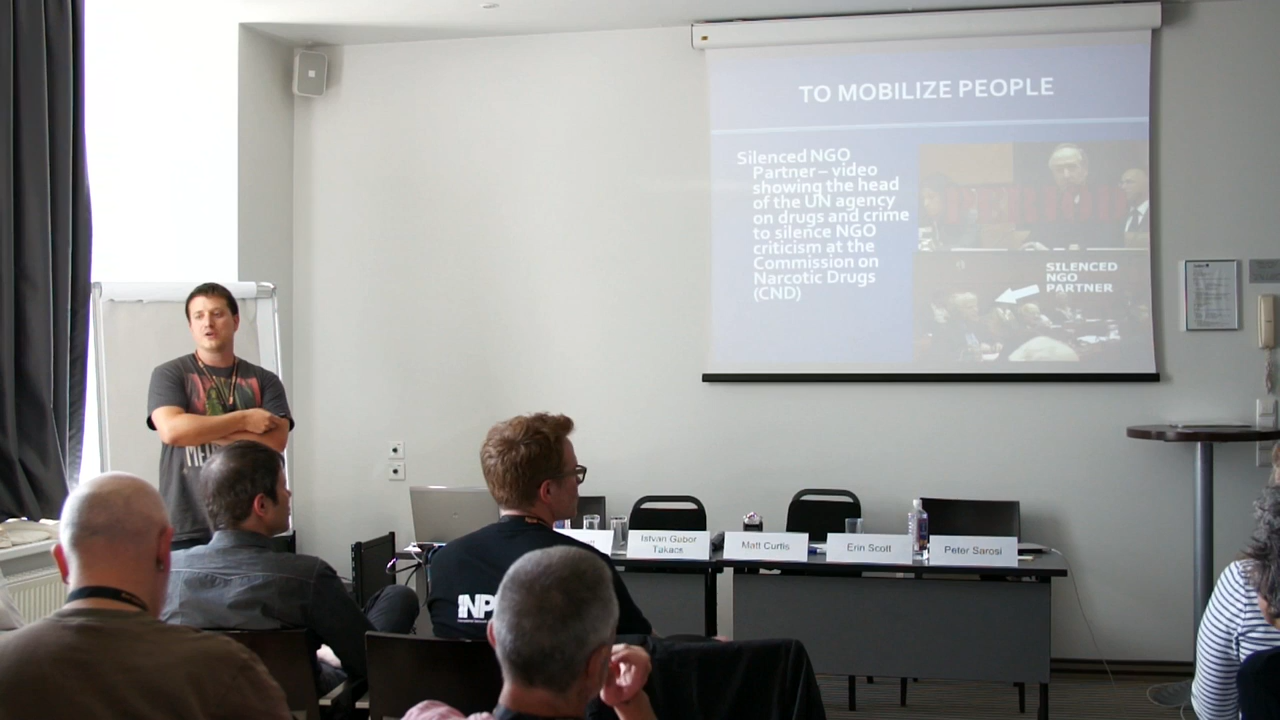 TO MOBILIZE PEOPLE
Silenced NGO
Partner – video
showing the head
of the UN agency
on drugs and crime
to silence NGO
criticism at the
Commission on
Narcotic Drugs
(CND)
SILENCED
NGO
PARTNER
Istvan Gabor
Takacs
Matt Curtis
Erin Scott
Peter Sarosi
INP